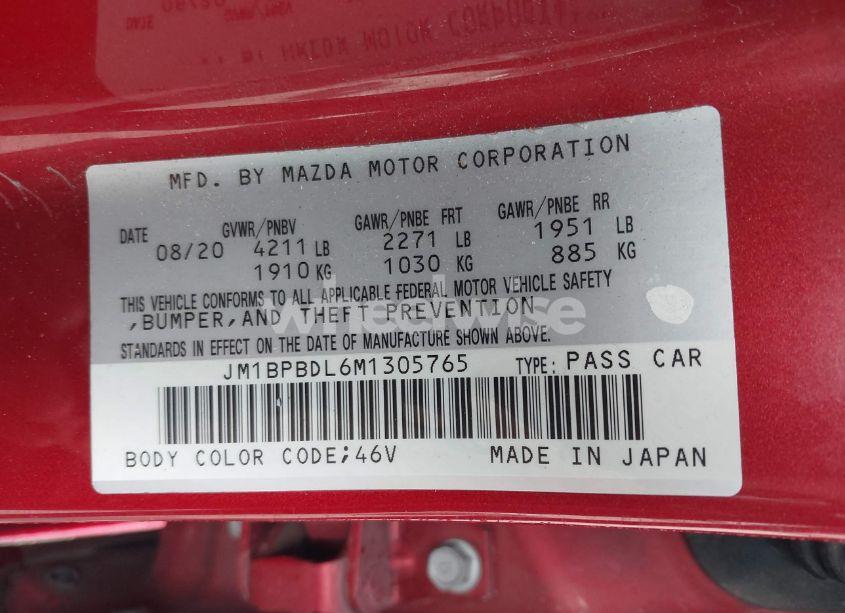 MFD. BY MAZDA MOTOR CORPORATION
DATE GVWR/PNBV GAWR/PNBE FRT GAWR/PNBE RR
08/20 4211 LB 2271 LB 1951 LB
1910 KG 1030 KG 885 KG
THIS VEHICLE CONFORMS TO ALL APPLICABLE FEDERAL MOTOR VEHICLE SAFETY
,BUMPER,AND THEFT PREVENTION
STANDARDS IN EFFECT ON THE DATE OF MANUFACTURE SHOWN ABOVE.
JM1BPBDL6M1305765 TYPE: PASS CAR
BODY COLOR CODE;46V MADE IN JAPAN
wheelwise